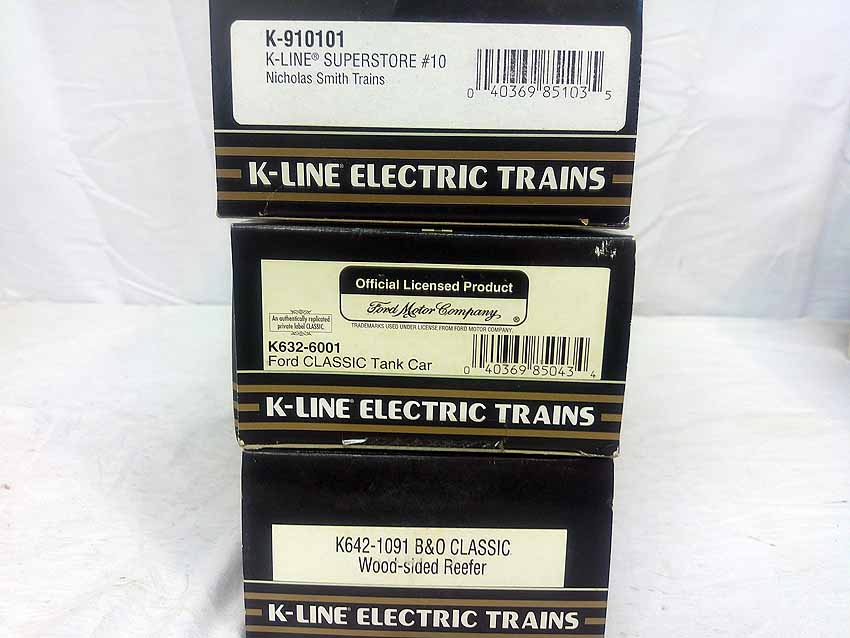 K-910101
K-LINE® SUPERSTORE #10
Nicholas Smith Trains
0 40369 85103 5
K-LINE® ELECTRIC TRAINS
Official Licensed Product
Ford Motor Company ®
TRADEMARKS USED UNDER LICENSE FROM FORD MOTOR COMPANY.
An authentically replicated
private label CLASSIC
K632-6001
Ford CLASSIC Tank Car
0 40369 85043 4
K-LINE® ELECTRIC TRAINS
K642-1091 B&O CLASSIC
Wood-sided Reefer
K-LINE® ELECTRIC TRAINS